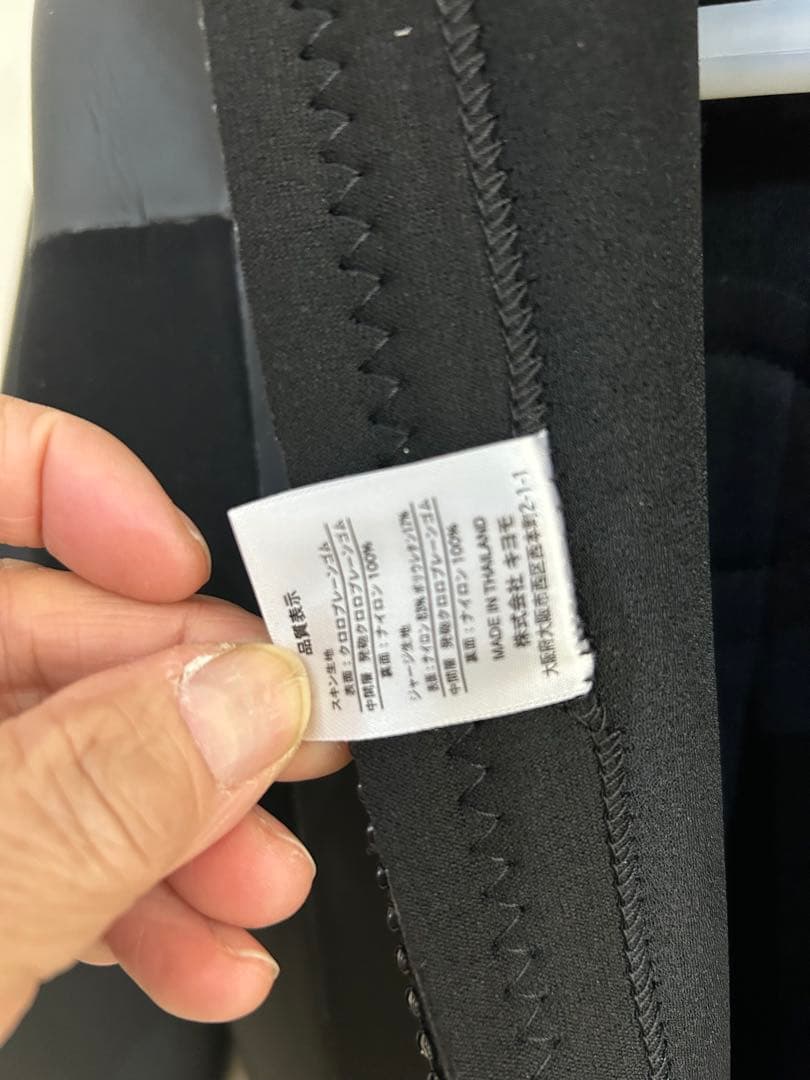 品質表示
スキン生地
表面：クロロプレーンゴム
中間層 発砲クロロプレーンゴム
裏面：ナイロン 100%
ジャージ生地
表面：ナイロン 83% ポリウレタン 17%
中間層 発砲クロロプレーンゴム
裏面：ナイロン 100%
MADE IN THAILAND
株式会社 キヨモ
大阪府大阪市西区西本町2-1-1